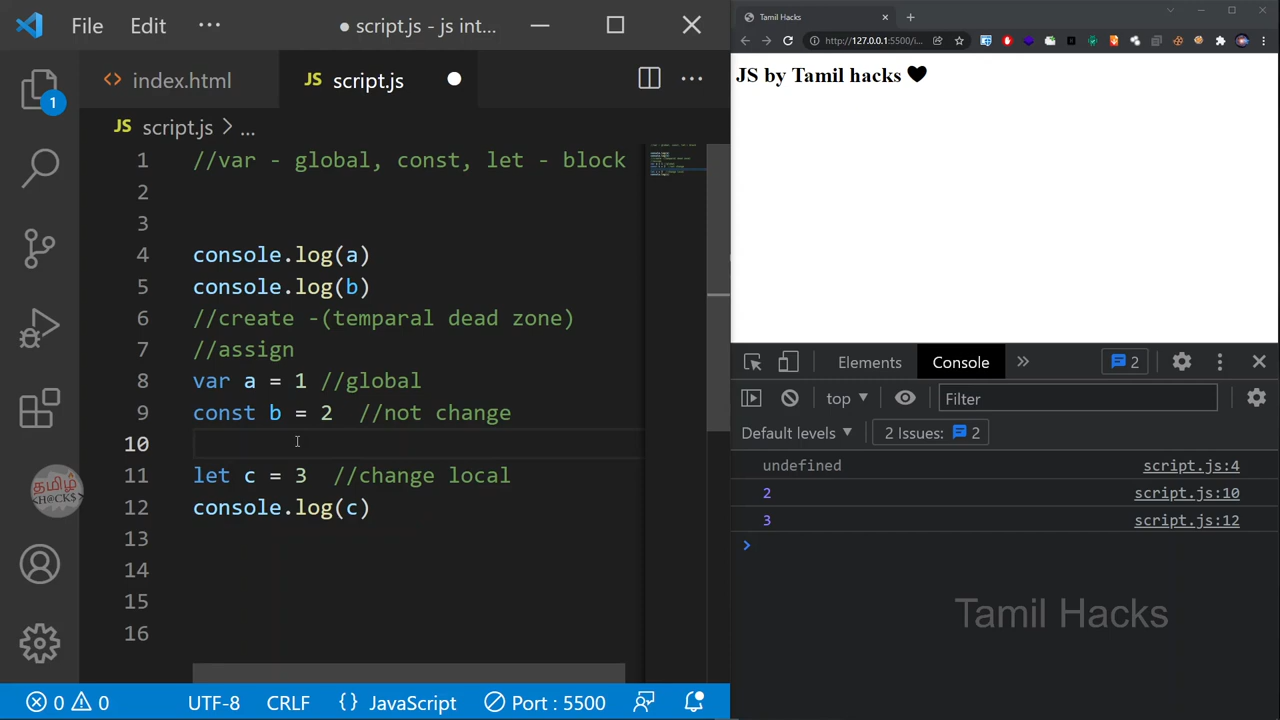 File Edit ··· ● script.js - js int...
index.html
JS script.js ●
JS script.js > ...
1 //var - global, const, let - block
2
3
4 console.log(a)
5 console.log(b)
6 //create -(temparal dead zone)
7 //assign
8 var a = 1 //global
9 const b = 2 //not change
10
11 let c = 3 //change local
12 console.log(c)
13
14
15
16
1
தமிழ்
<H@CK$>
0 0 UTF-8 CRLF {} JavaScript Port : 5500
Tamil Hacks
http://127.0.0.1:5500/i...
JS by Tamil hacks ♥
Elements Console » 2
top Filter
Default levels 2 Issues: 2
undefined script.js:4
2 script.js:10
3 script.js:12
>
Tamil Hacks